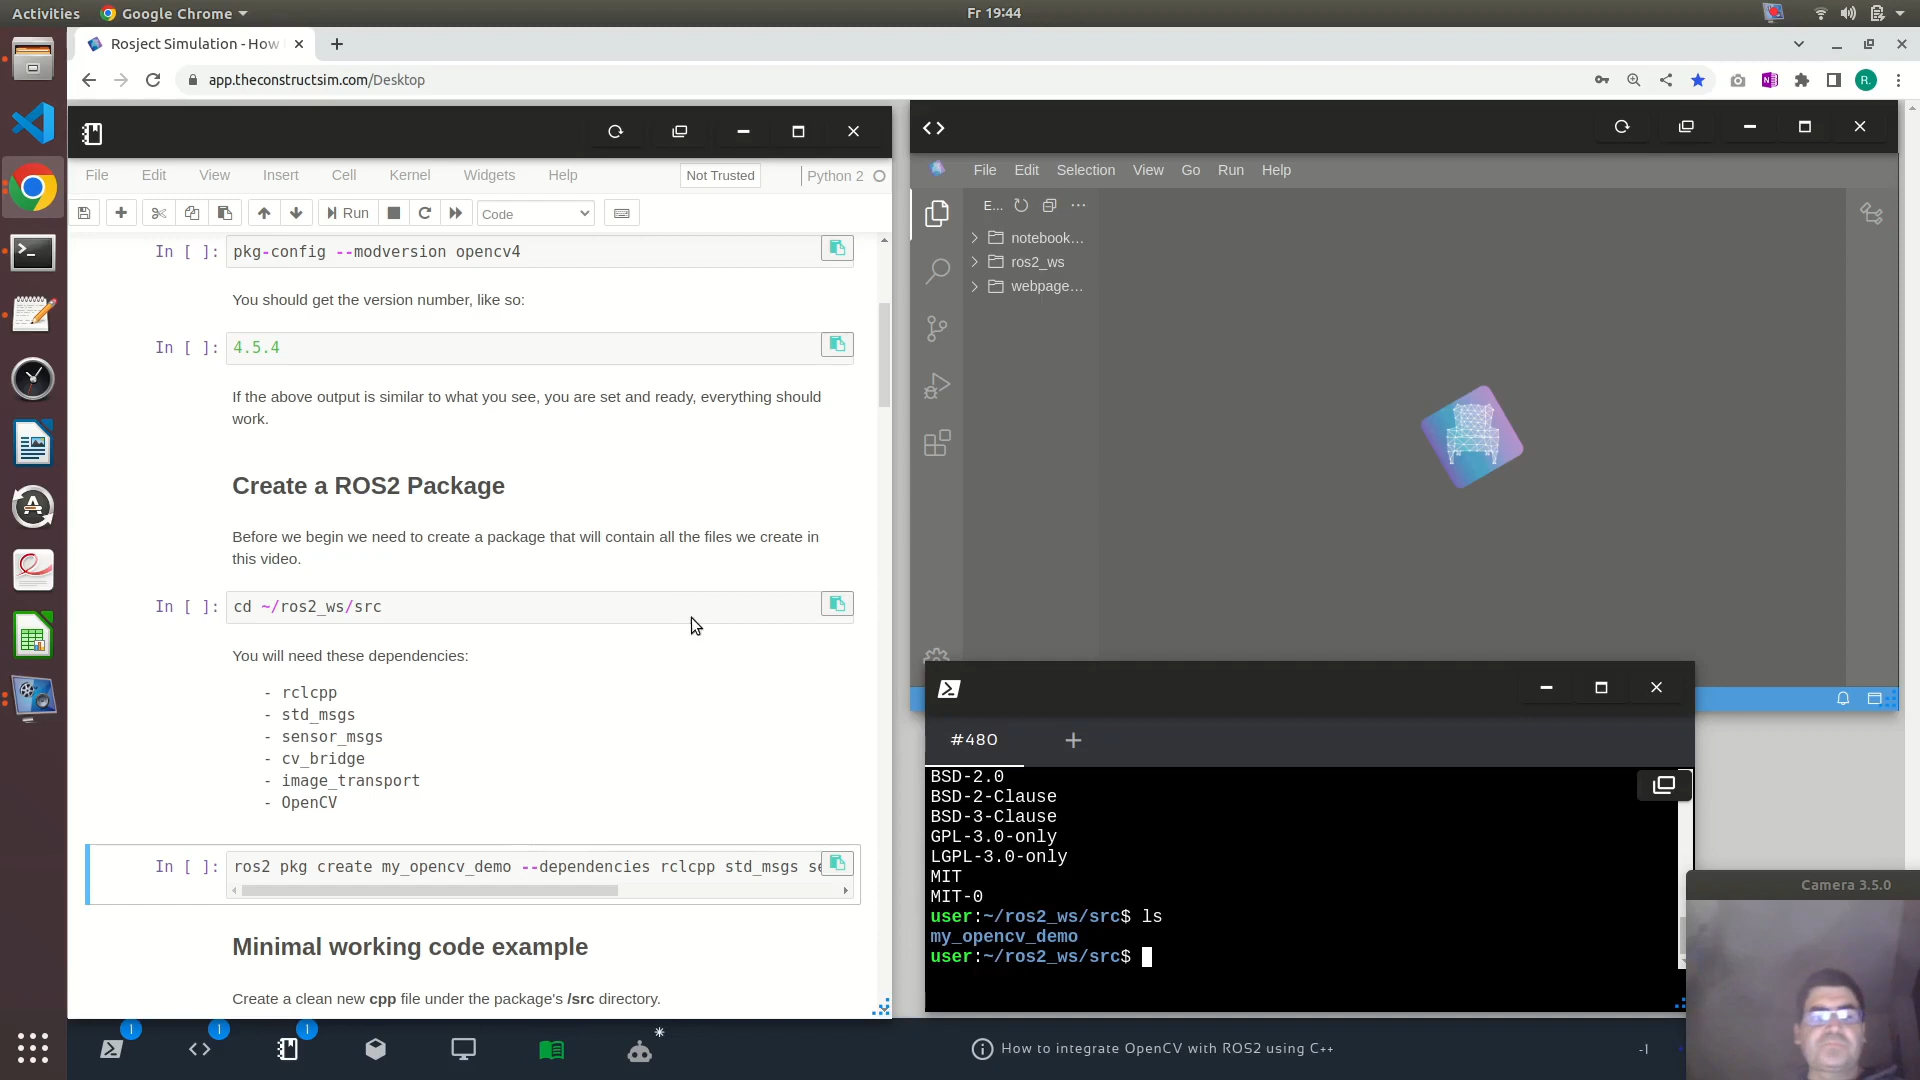 Activities
Google Chrome
Fr 19:44
Rosject Simulation - How
app.theconstructsim.com/Desktop
R.
File Edit View Insert Cell Kernel Widgets Help
Not Trusted
Python 2
Run
Code
In [ ]: pkg-config --modversion opencv4
You should get the version number, like so:
In [ ]: 4.5.4
If the above output is similar to what you see, you are set and ready, everything should
work.
Create a ROS2 Package
Before we begin we need to create a package that will contain all the files we create in
this video.
In [ ]: cd ~/ros2_ws/src
You will need these dependencies:
- rclcpp
- std_msgs
- sensor_msgs
- cv_bridge
- image_transport
- OpenCV
In [ ]: ros2 pkg create my_opencv_demo --dependencies rclcpp std_msgs se
Minimal working code example
Create a clean new cpp file under the package's /src directory.
File Edit Selection View Go Run Help
E...
notebook...
ros2_ws
webpage...
#480
BSD-2.0
BSD-2-Clause
BSD-3-Clause
GPL-3.0-only
LGPL-3.0-only
MIT
MIT-0
user:~/ros2_ws/src$ ls
my_opencv_demo
user:~/ros2_ws/src$
Camera 3.5.0
1
1
1
How to integrate OpenCV with ROS2 using C++
-1